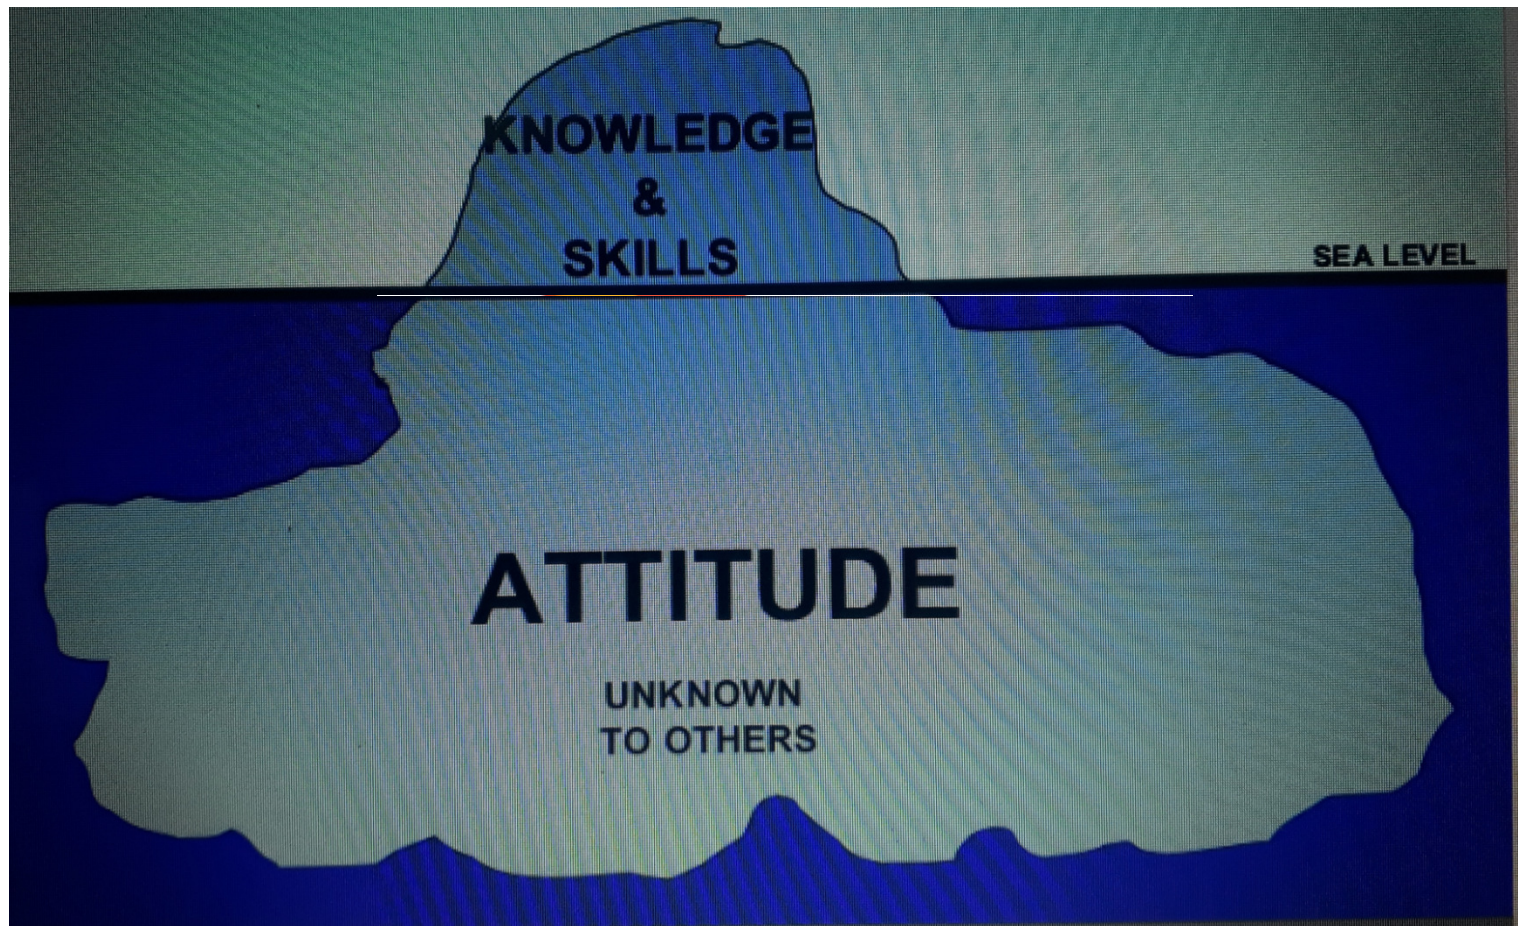 KNOWLEDGE
&
SKILLS
SEA LEVEL
ATTITUDE
UNKNOWN
TO OTHERS